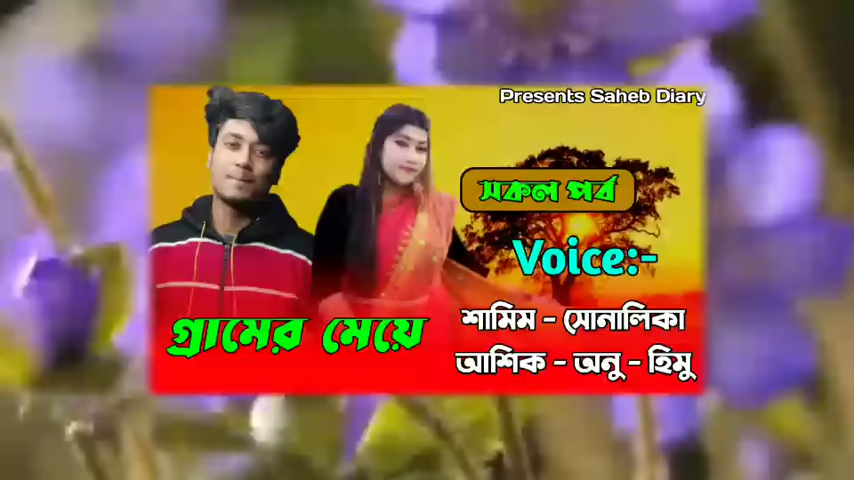 Presents Saheb Diary
সকল পর্ব
Voice:-
শামিম - সোনালিকা
গ্রামের মেয়ে
আশিক - অনু - হিমু